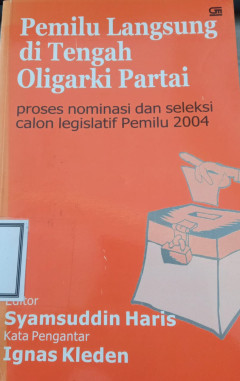 Pemilu Langsung
di Tengah
Oligarki Partai
proses nominasi dan seleksi
calon legislatif Pemilu 2004
Editor
Syamsuddin Haris
Kata Pengantar
Ignas Kleden